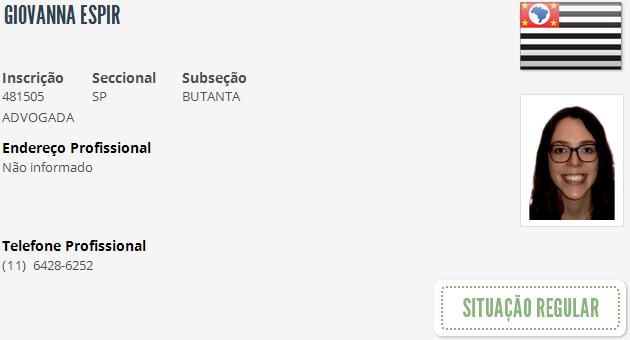 GIOVANNA ESPIR
Inscrição Seccional Subseção
481505 SP BUTANTA
ADVOGADA
Endereço Profissional
Não informado
Telefone Profissional
(11) 6428-6252
SITUAÇÃO REGULAR